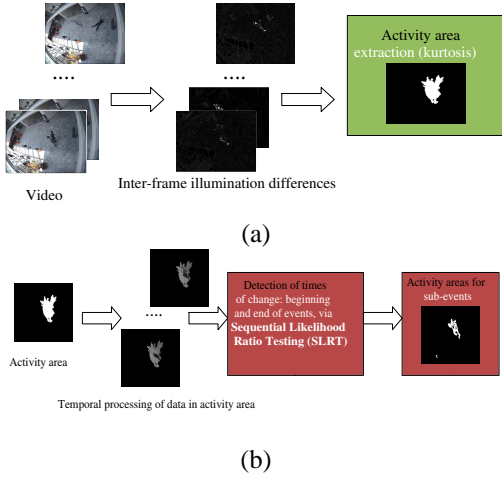 Activity area
extraction (kurtosis)
....
....
Inter-frame illumination differences
Video
(a)
Detection of times
of change: beginning
and end of events, via
Sequential Likelihood
Ratio Testing (SLRT)
Activity areas for
sub-events
....
Activity area
Temporal processing of data in activity area
(b)